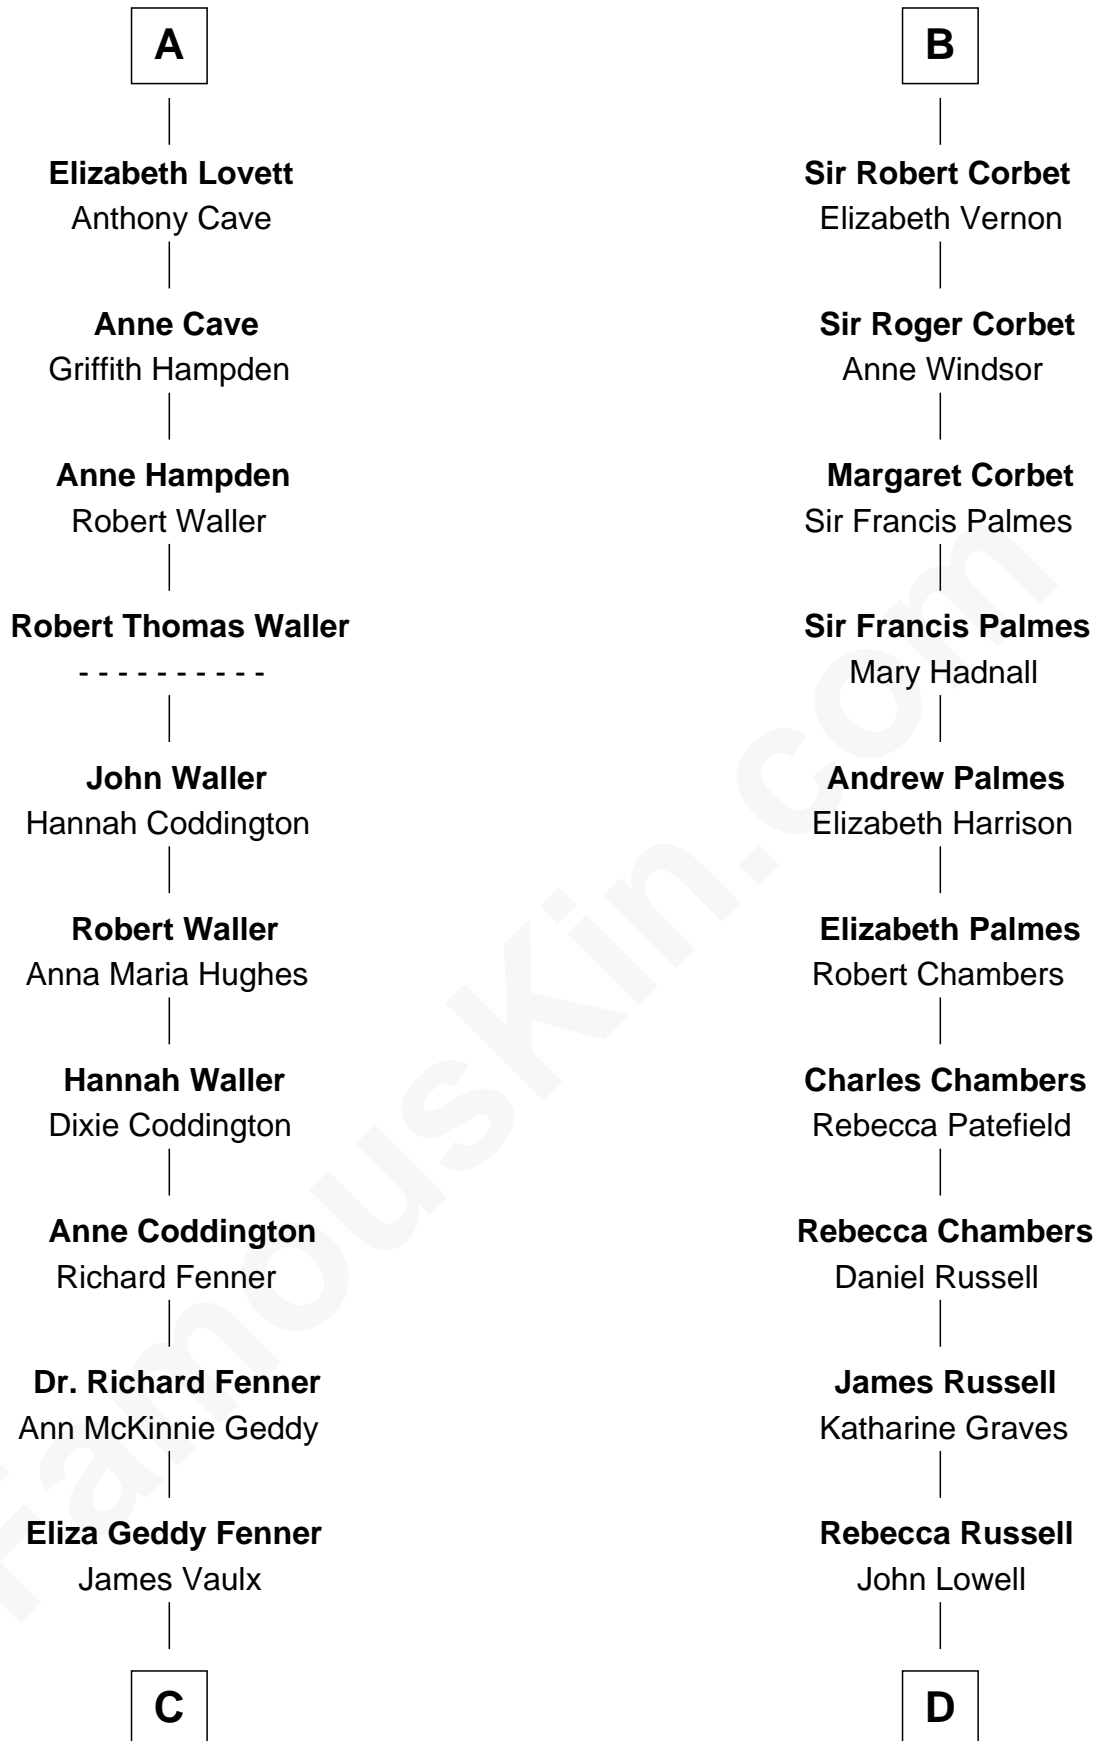 A
Elizabeth Lovett
Anthony Cave
Anne Cave
Griffith Hampden
Anne Hampden
Robert Waller
Robert Thomas Waller
- - - - - - - - - -
John Waller
Hannah Coddington
Robert Waller
Anna Maria Hughes
Hannah Waller
Dixie Coddington
Anne Coddington
Richard Fenner
Dr. Richard Fenner
Ann McKinnie Geddy
Eliza Geddy Fenner
James Vaulx
C
B
Sir Robert Corbet
Elizabeth Vernon
Sir Roger Corbet
Anne Windsor
Margaret Corbet
Sir Francis Palmes
Sir Francis Palmes
Mary Hadnall
Andrew Palmes
Elizabeth Harrison
Elizabeth Palmes
Robert Chambers
Charles Chambers
Rebecca Patefield
Rebecca Chambers
Daniel Russell
James Russell
Katharine Graves
Rebecca Russell
John Lowell
D
FamousKin.com